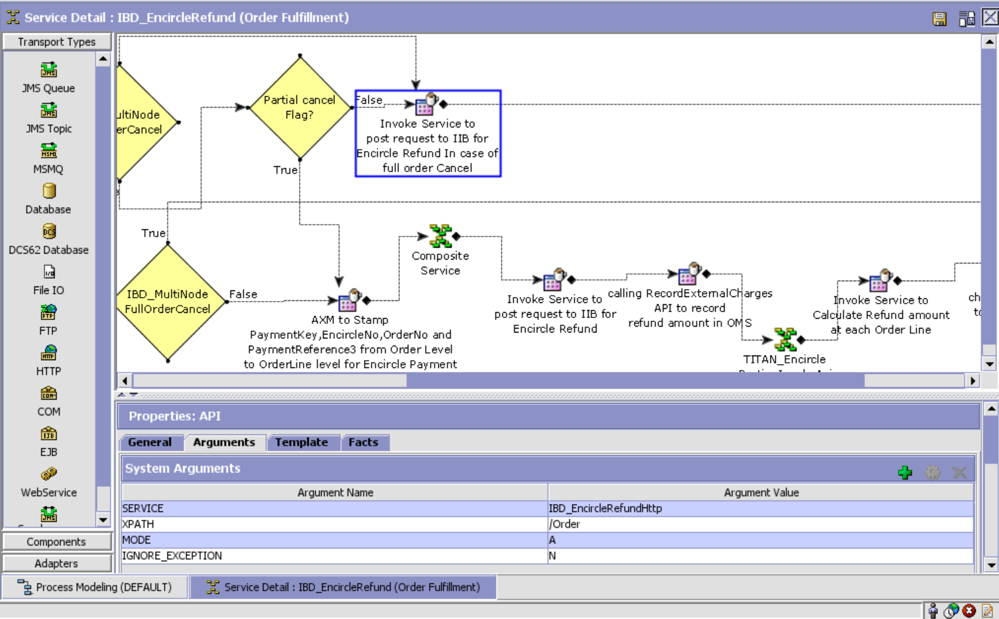 Service Detail : IBD_EncircleRefund (Order Fulfillment)
Transport Types
JMS Queue
JMS Topic
MSMQ
Database
DCS62 Database
File IO
FTP
HTTP
COM
EJB
WebService
Components
Adapters
ultiNode
erCancel
Partial cancel
Flag?
False
True
Invoke Service to
post request to IIB for
Encircle Refund In case of
full order Cancel
True
IBD_MultiNode
FullOrderCancel
False
AXM to Stamp
PaymentKey,EncircleNo,OrderNo and
PaymentReference3 from Order Level
to OrderLine level for Encircle Payment
Composite
Service
Invoke Service to
post request to IIB for
Encircle Refund
calling RecordExternalCharges
API to record
refund amount in OMS
TITAN_Encircle
Invoke Service to
Calculate Refund amount
at each Order Line
ch
to
Properties: API
General
Arguments
Template
Facts
System Arguments
Argument Name
Argument Value
SERVICE
IBD_EncircleRefundHttp
XPATH
/Order
MODE
A
IGNORE_EXCEPTION
N
Process Modeling (DEFAULT)
Service Detail : IBD_EncircleRefund (Order Fulfillment)